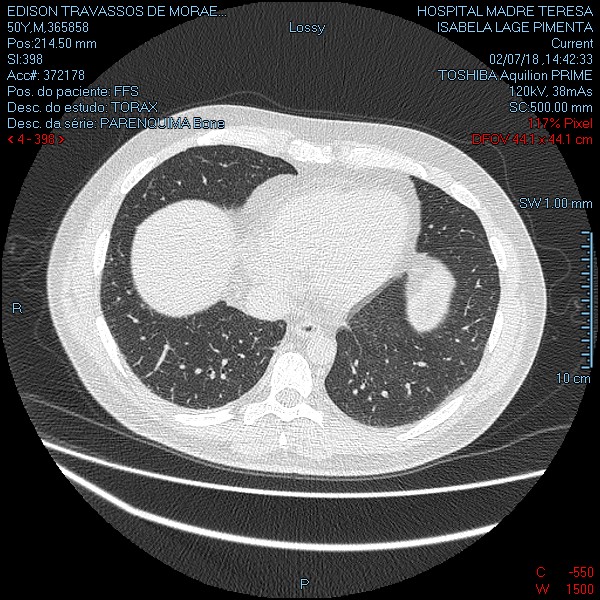 EDISON TRAVASSOS DE MORAE...
50Y,M,365858
Pos:214.50 mm
SI:398
Acc#: 372178
Pos. do paciente: FFS
Desc. do estudo: TORAX
Desc. da série: PARENQUIMA Bone
< 4 - 398 >
Lossy
HOSPITAL MADRE TERESA
ISABELA LAGE PIMENTA
Current
02/07/18 ,14:42:33
TOSHIBA Aquilion PRIME
120kV, 38mAs
SC:500.00 mm
117% Pixel
DFOV 44.1 x 44.1 cm
SW 1.00 mm
R
10 cm
P
C -550
W 1500